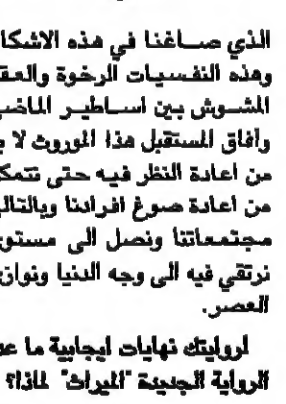 الذي صاغنا في هذه الاشكا
وهذه النفسيات الرخوة والعق
المشوش بين اساطير الماضي
وآفاق المستقبل هذا الموروث لا
من اعادة النظر فيه حتى نتمك
من اعادة صوغ افرادنا وبالتال
مجتمعاتنا ونصل الى مستو
نرتقي فيه الى وجه الدنيا ونواز
العصر.
لروايتك نهايات ايجابية ما عد
الرواية الجديدة "الميراث" لماذا؟